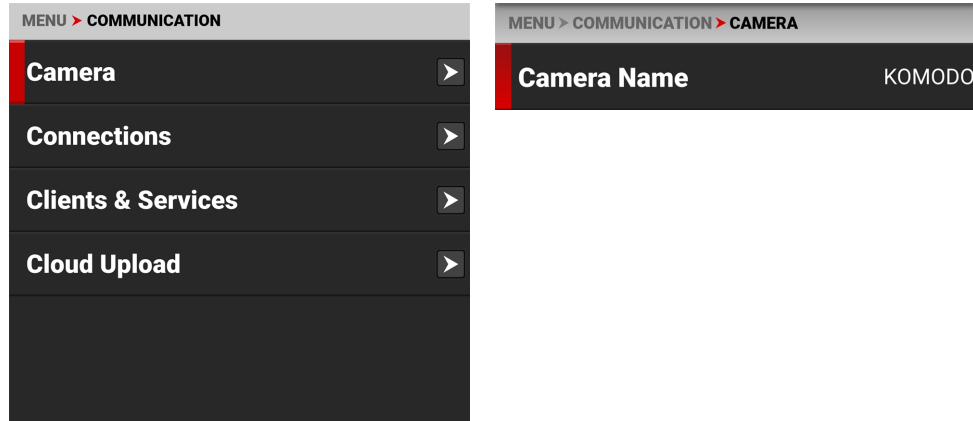 MENU > COMMUNICATION
Camera
Connections
Clients & Services
Cloud Upload
MENU > COMMUNICATION > CAMERA
Camera Name KOMODO